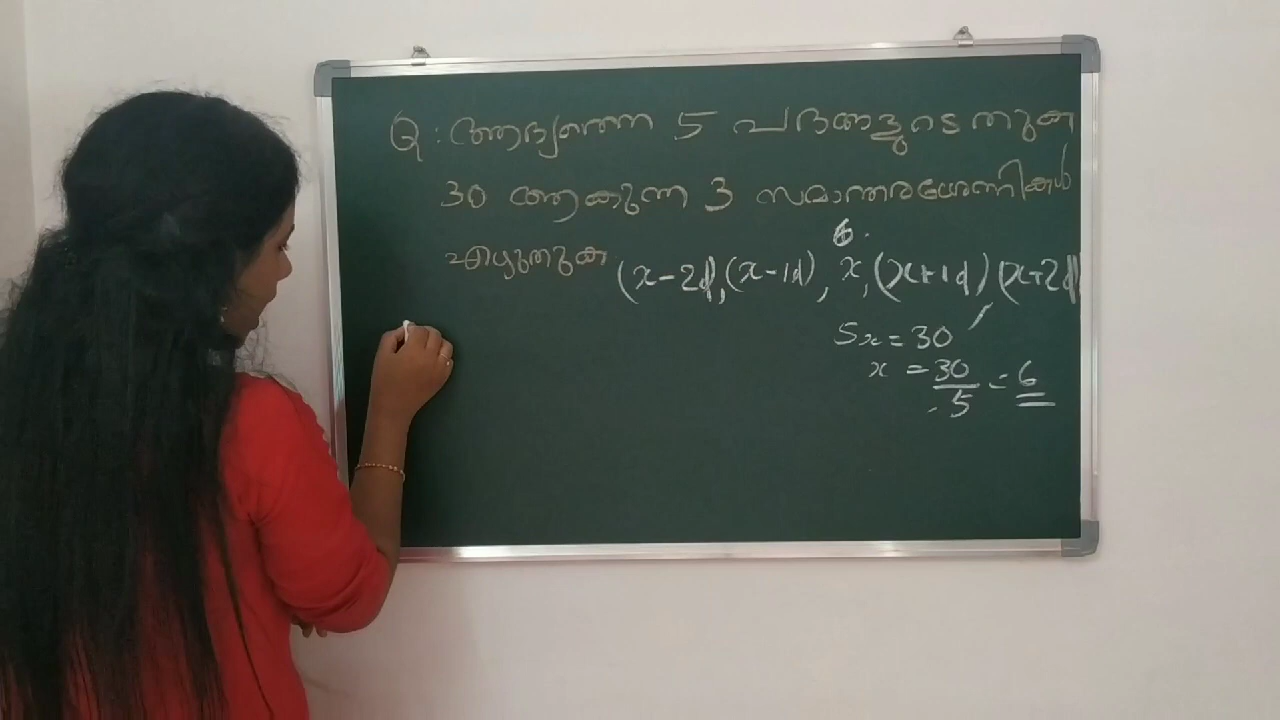 Q : ആദ്യത്തെ 5 പദങ്ങളുടെ തുക
30 ആകുന്ന 3 സമാന്തരശ്രേണികൾ
എഴുതുക
6.
(x-2d), (x-1d), x, (x+1d) (x+2d)
5x = 30
x = 30/5 = 6